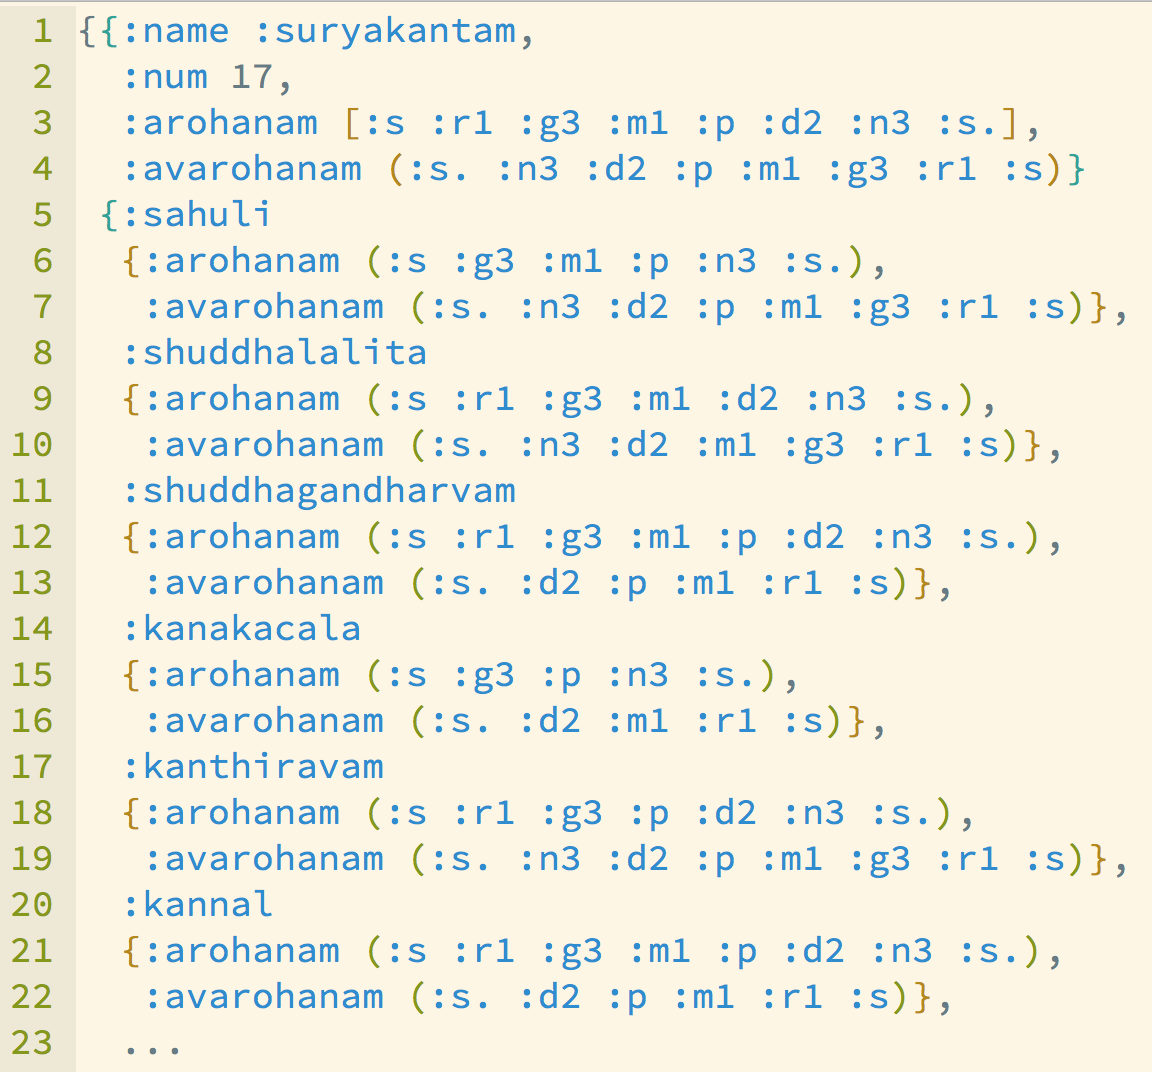 1 {{:name :suryakantam,
2   :num 17,
3   :arohanam [:s :r1 :g3 :m1 :p :d2 :n3 :s.],
4   :avarohanam (:s. :n3 :d2 :p :m1 :g3 :r1 :s)}
5  {:sahuli
6   {:arohanam (:s :g3 :m1 :p :n3 :s.),
7    :avarohanam (:s. :n3 :d2 :p :m1 :g3 :r1 :s)},
8   :shuddhalalita
9   {:arohanam (:s :r1 :g3 :m1 :d2 :n3 :s.),
10    :avarohanam (:s. :n3 :d2 :m1 :g3 :r1 :s)},
11   :shuddhagandharvam
12   {:arohanam (:s :r1 :g3 :m1 :p :d2 :n3 :s.),
13    :avarohanam (:s. :d2 :p :m1 :r1 :s)},
14   :kanakacala
15   {:arohanam (:s :g3 :p :n3 :s.),
16    :avarohanam (:s. :d2 :m1 :r1 :s)},
17   :kanthiravam
18   {:arohanam (:s :r1 :g3 :p :d2 :n3 :s.),
19    :avarohanam (:s. :n3 :d2 :p :m1 :g3 :r1 :s)},
20   :kannal
21   {:arohanam (:s :r1 :g3 :m1 :p :d2 :n3 :s.),
22    :avarohanam (:s. :d2 :p :m1 :r1 :s)},
23   ...